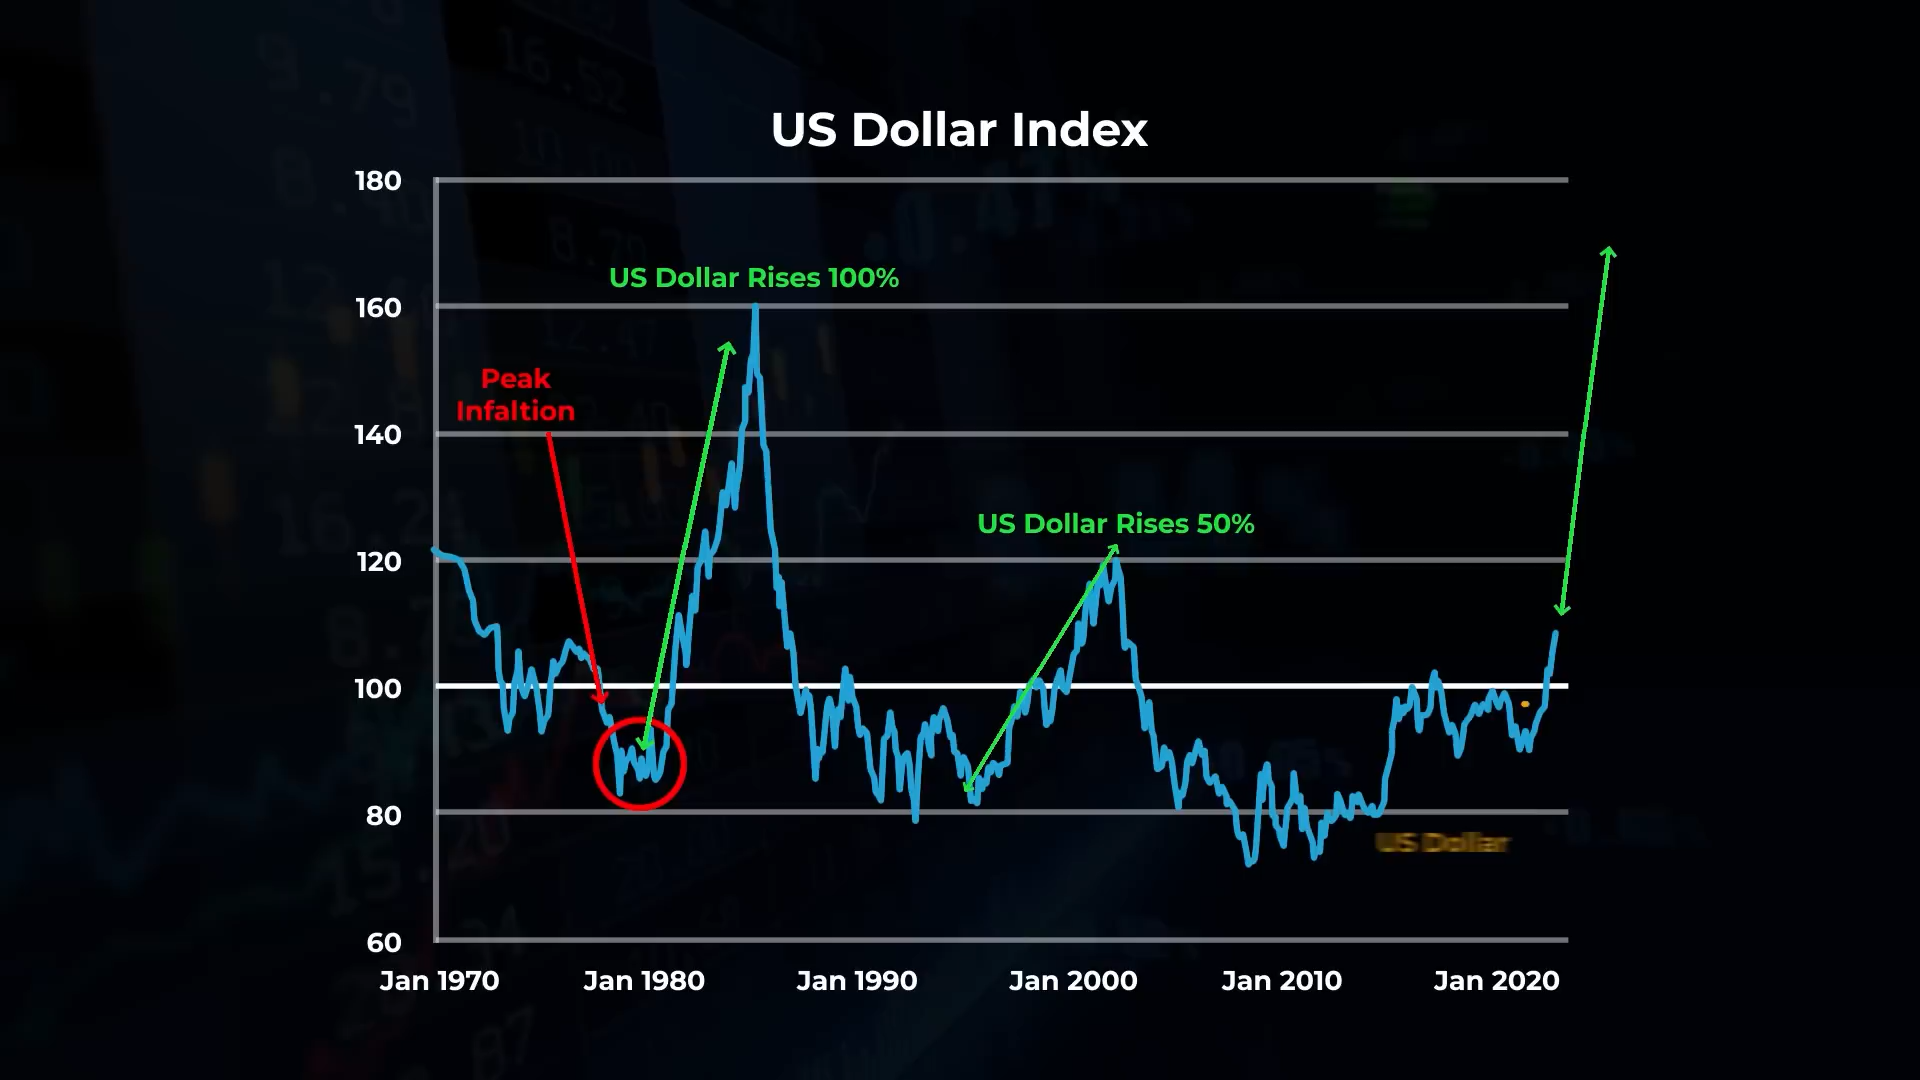 US Dollar Index
180
US Dollar Rises 100%
160
Peak
Infaltion
140
US Dollar Rises 50%
120
100
80
US Dollar
60
Jan 1970 Jan 1980 Jan 1990 Jan 2000 Jan 2010 Jan 2020